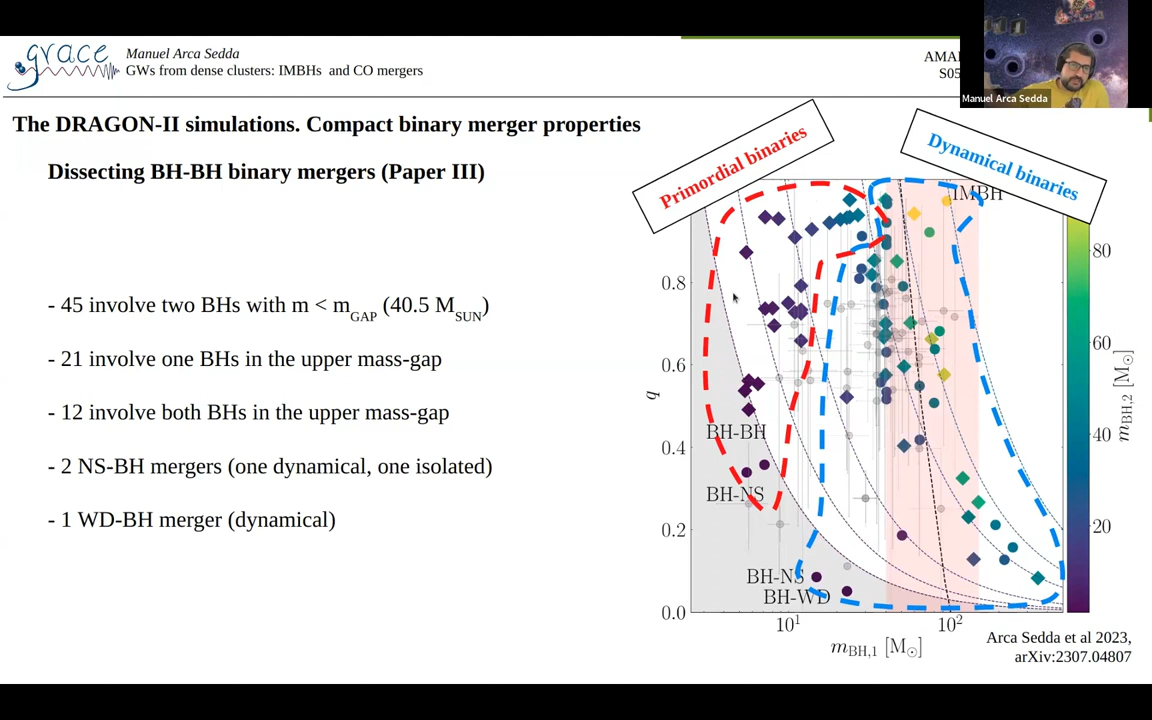 grace
Manuel Arca Sedda
GWs from dense clusters: IMBHs and CO mergers
AMA
S05
Manuel Arca Sedda
The DRAGON-II simulations. Compact binary merger properties
Dissecting BH-BH binary mergers (Paper III)
- 45 involve two BHs with m < mGAP (40.5 MSUN)
- 21 involve one BHs in the upper mass-gap
- 12 involve both BHs in the upper mass-gap
- 2 NS-BH mergers (one dynamical, one isolated)
- 1 WD-BH merger (dynamical)
Primordial binaries
Dynamical binaries
IMBH
BH-BH
BH-NS
BH-NS
BH-WD
q
0.8
0.6
0.4
0.2
0.0
10¹
10²
mBH,1 [M⊙]
80
60
40
20
mBH,2 [M⊙]
Arca Sedda et al 2023,
arXiv:2307.04807